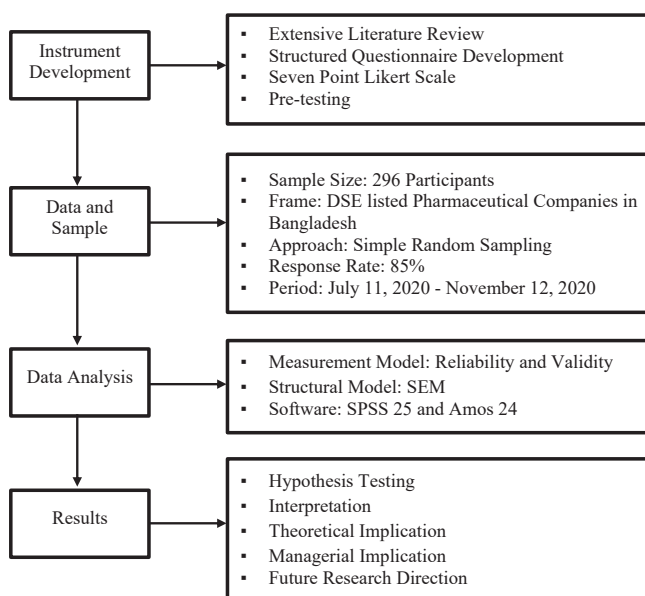 Instrument
Development
▪ Extensive Literature Review
▪ Structured Questionnaire Development
▪ Seven Point Likert Scale
▪ Pre-testing
Data and
Sample
▪ Sample Size: 296 Participants
▪ Frame: DSE listed Pharmaceutical Companies in
Bangladesh
▪ Approach: Simple Random Sampling
▪ Response Rate: 85%
▪ Period: July 11, 2020 - November 12, 2020
Data Analysis
▪ Measurement Model: Reliability and Validity
▪ Structural Model: SEM
▪ Software: SPSS 25 and Amos 24
Results
▪ Hypothesis Testing
▪ Interpretation
▪ Theoretical Implication
▪ Managerial Implication
▪ Future Research Direction